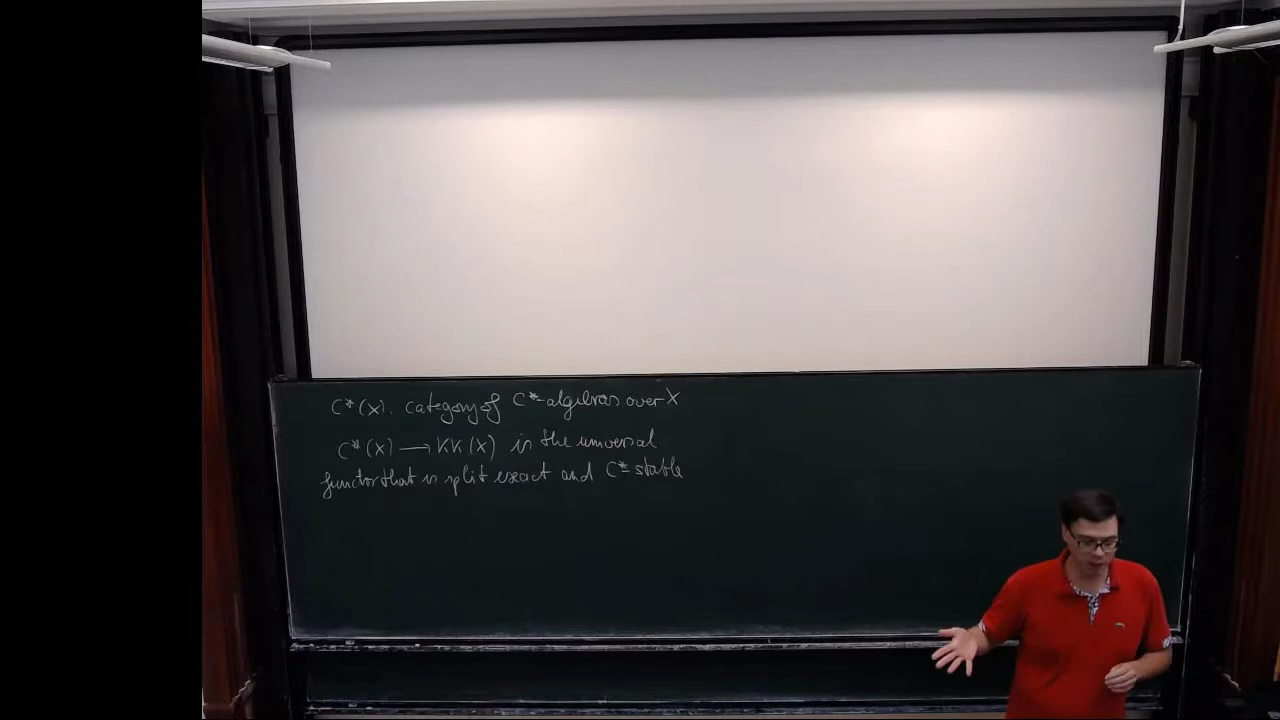 C*(X). category of C*-algebras over X
C*(X) → KK(X) is the universal
functor that is split exact and C*-stable